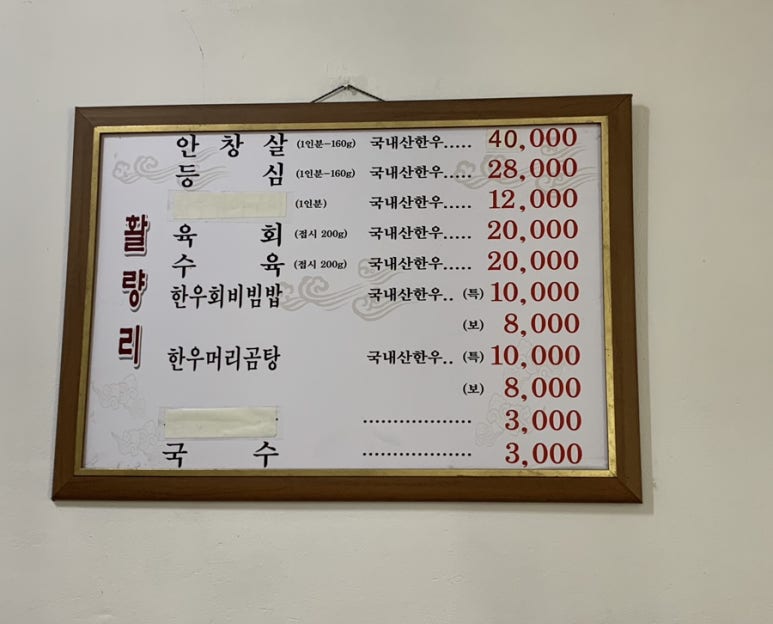 활량리
안창살 (1인분-160g) 국내산한우..... 40,000
등심 (1인분-160g) 국내산한우..... 28,000
(1인분) 국내산한우..... 12,000
육회 (접시 200g) 국내산한우..... 20,000
수육 (접시 200g) 국내산한우..... 20,000
한우회비빔밥 국내산한우.. (특) 10,000
(보) 8,000
한우머리곰탕 국내산한우.. (특) 10,000
(보) 8,000
.................. 3,000
국수 .................. 3,000